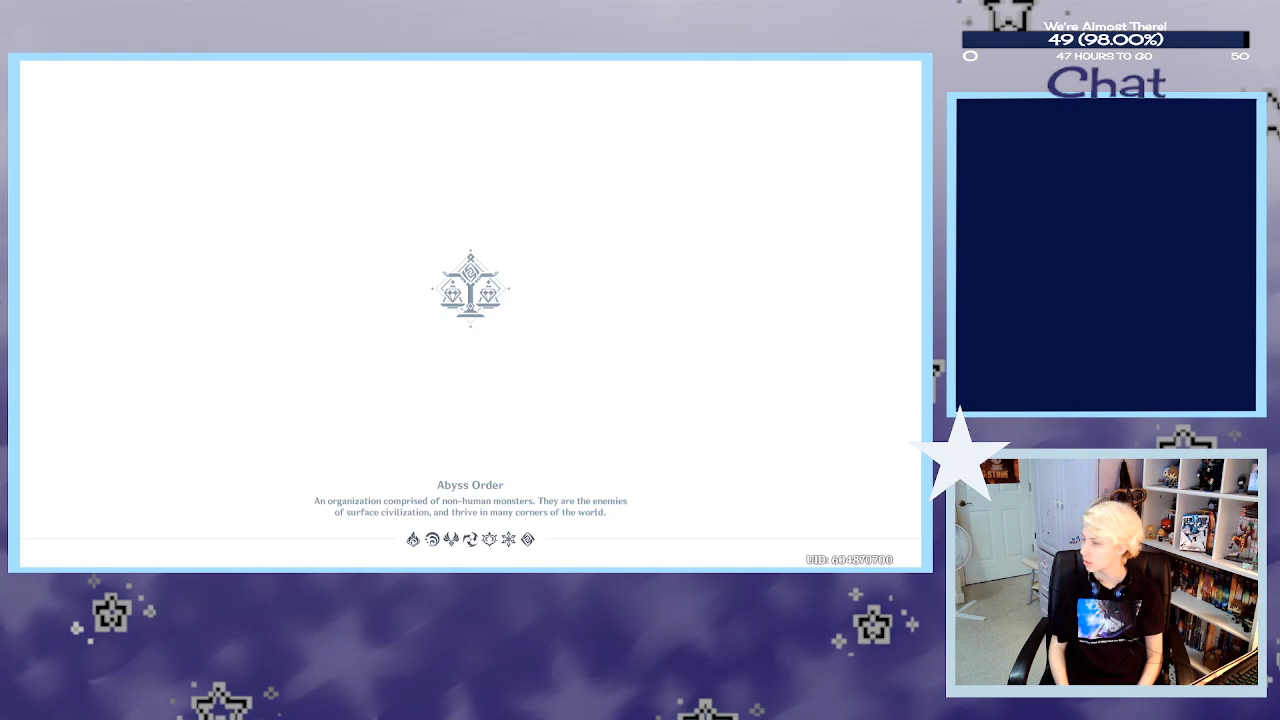 We're Almost There!
49 (98.00%)
0 47 HOURS TO GO 50
Chat
Abyss Order
An organization comprised of non-human monsters. They are the enemies
of surface civilization, and thrive in many corners of the world.
UID: 604870700